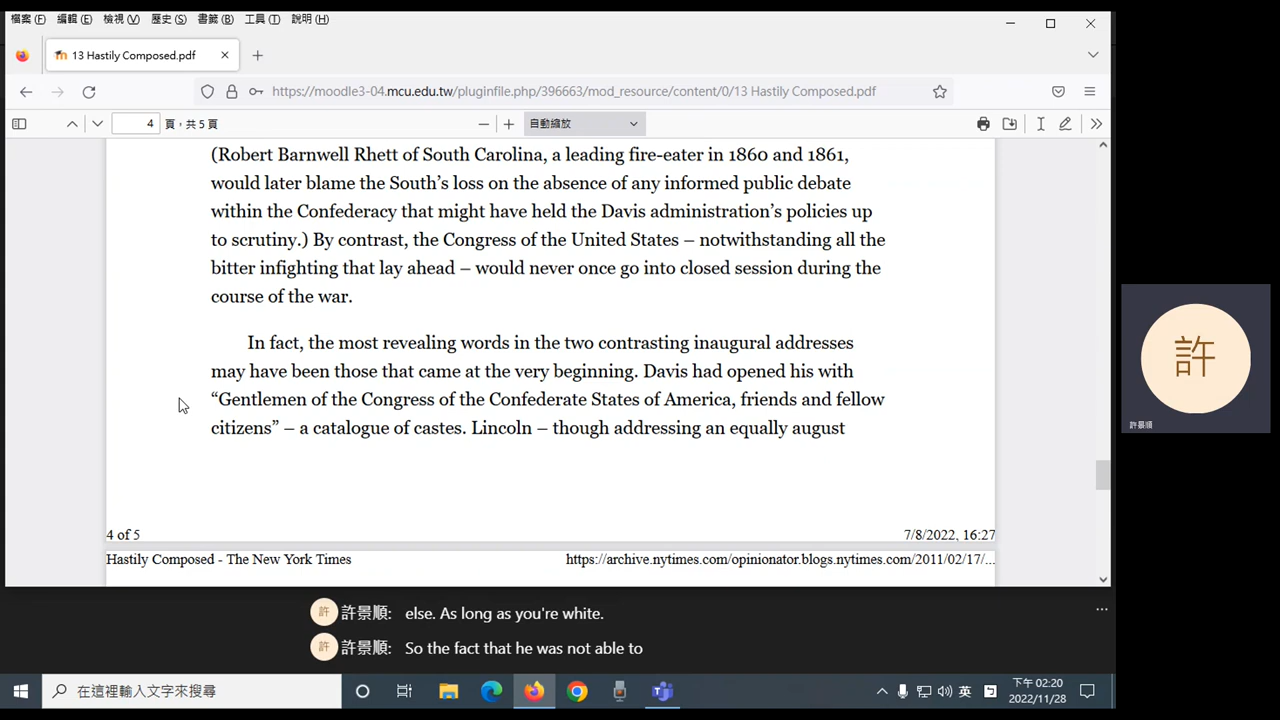 檔案(F) 編輯(E) 檢視(V) 歷史(S) 書籤(B) 工具(T) 說明(H)
13 Hastily Composed.pdf
https://moodle3-04.mcu.edu.tw/pluginfile.php/396663/mod_resource/content/0/13 Hastily Composed.pdf
4 頁，共 5 頁
自動縮放
(Robert Barnwell Rhett of South Carolina, a leading fire-eater in 1860 and 1861,
would later blame the South’s loss on the absence of any informed public debate
within the Confederacy that might have held the Davis administration’s policies up
to scrutiny.) By contrast, the Congress of the United States – notwithstanding all the
bitter infighting that lay ahead – would never once go into closed session during the
course of the war.
In fact, the most revealing words in the two contrasting inaugural addresses
may have been those that came at the very beginning. Davis had opened his with
“Gentlemen of the Congress of the Confederate States of America, friends and fellow
citizens” – a catalogue of castes. Lincoln – though addressing an equally august
4 of 5 7/8/2022, 16:27
Hastily Composed - The New York Times https://archive.nytimes.com/opinionator.blogs.nytimes.com/2011/02/17/...
許
許景順
許 許景順: else. As long as you're white.
許 許景順: So the fact that he was not able to
在這裡輸入文字來搜尋
英
下午 02:20
2022/11/28